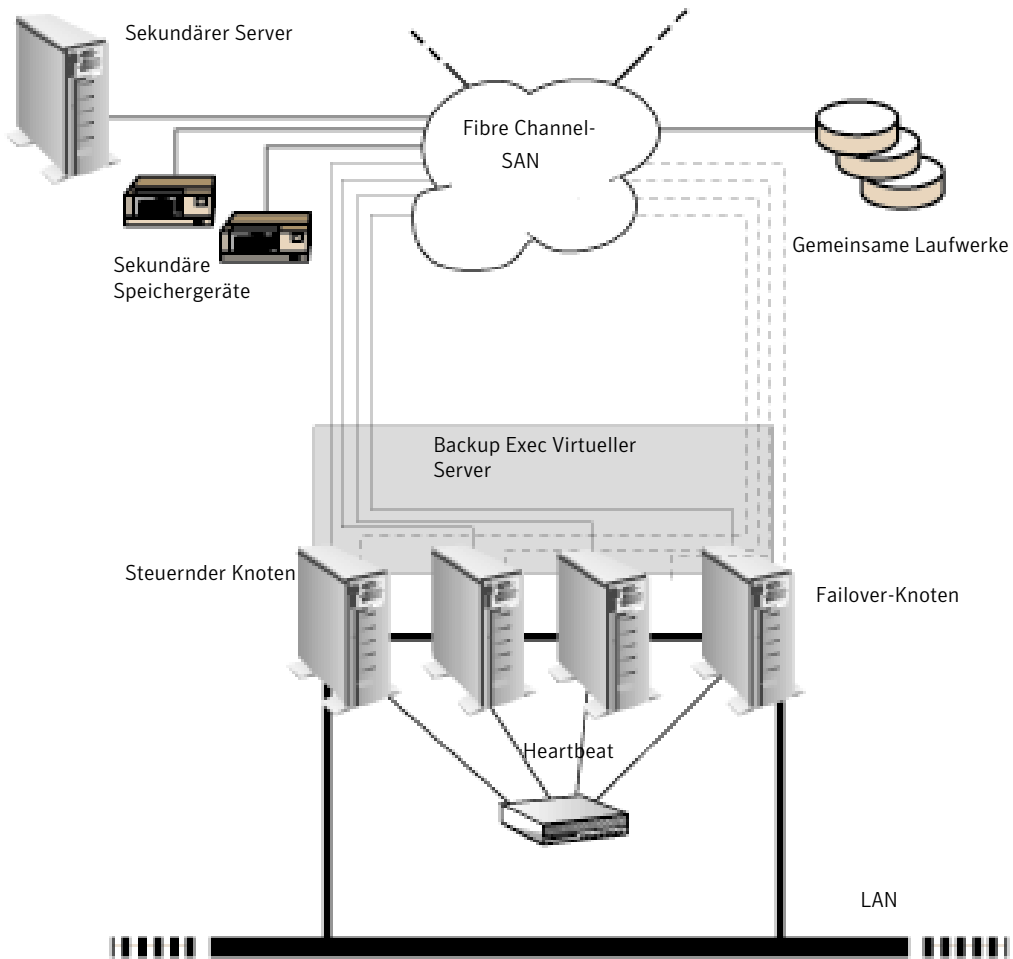 Sekundärer Server
Fibre Channel-
SAN
Gemeinsame Laufwerke
Sekundäre
Speichergeräte
Backup Exec Virtueller
Server
Steuernder Knoten
Failover-Knoten
Heartbeat
LAN